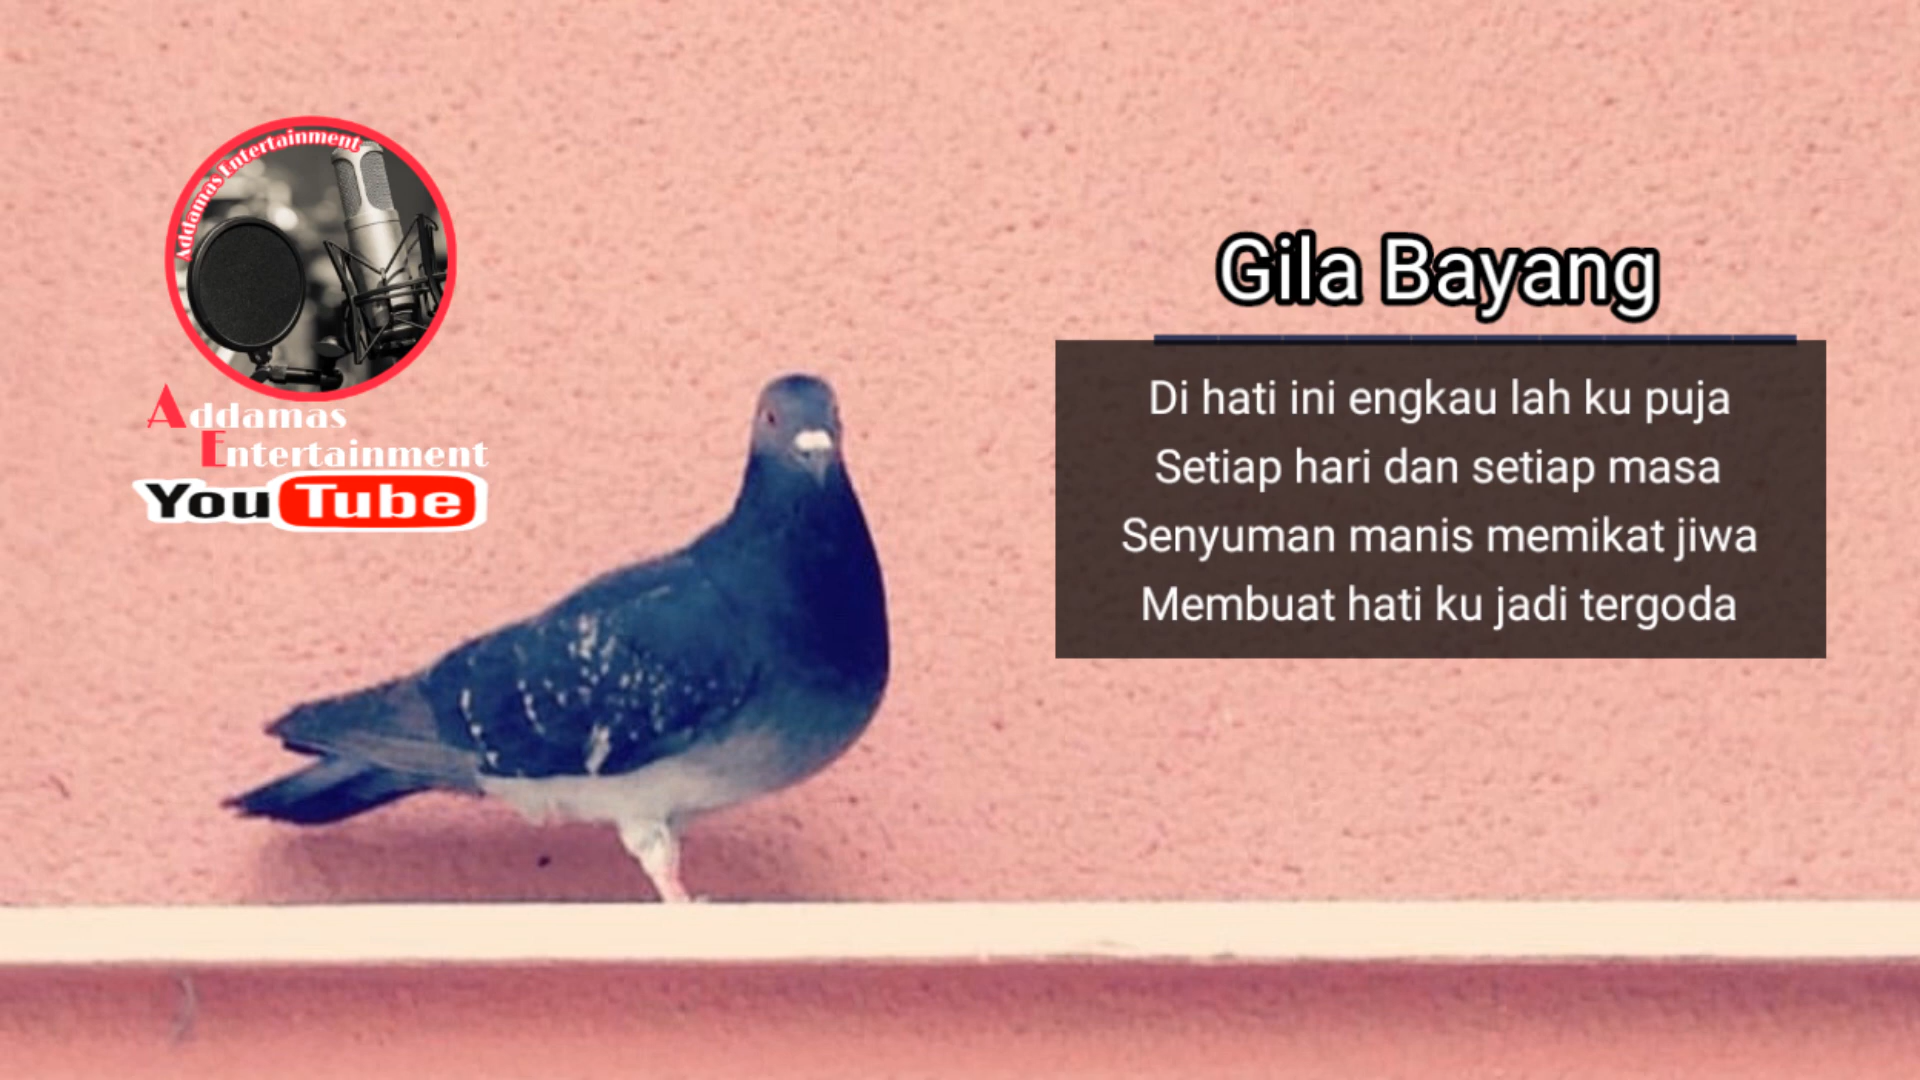 Addamas Entertainment
Addamas
Entertainment
YouTube
Gila Bayang
Di hati ini engkau lah ku puja
Setiap hari dan setiap masa
Senyuman manis memikat jiwa
Membuat hati ku jadi tergoda